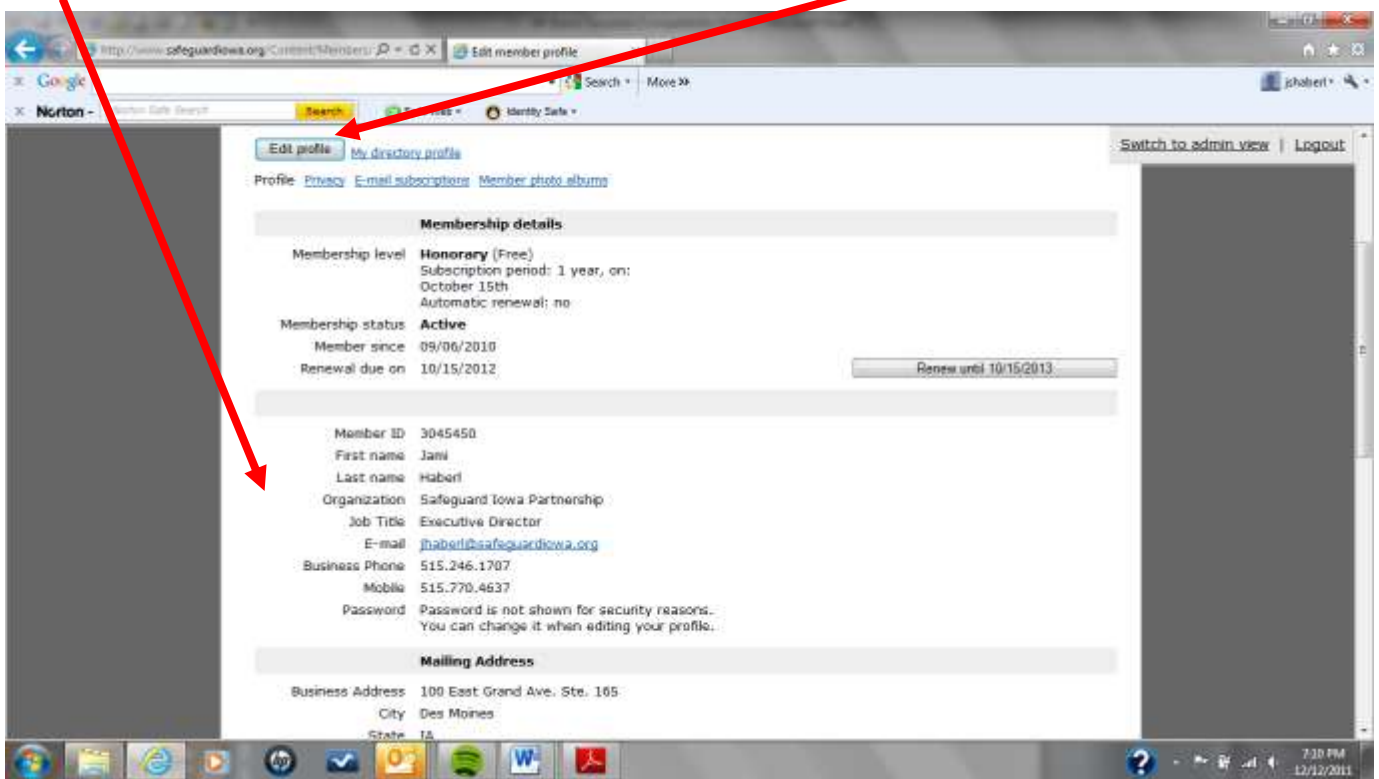 http://www.safeguardiowa.org/Content/Members/ Edit member profile
x Google Search More >> jshaberl
x Norton - Norton Safe Search Search Identity Safe
Edit profile My directory profile Switch to admin view | Logout
Profile Privacy E-mail subscriptions Member photo albums
Membership details
Membership level Honorary (Free)
Subscription period: 1 year, on:
October 15th
Automatic renewal: no
Membership status Active
Member since 09/06/2010
Renewal due on 10/15/2012 Renew until 10/15/2013
Member ID 3045450
First name Jami
Last name Haberl
Organization Safeguard Iowa Partnership
Job Title Executive Director
E-mail jhaberl@safeguardiowa.org
Business Phone 515.246.1707
Mobile 515.770.4637
Password Password is not shown for security reasons.
You can change it when editing your profile.
Mailing Address
Business Address 100 East Grand Ave. Ste. 165
City Des Moines
State IA
7:10 PM
12/12/2011